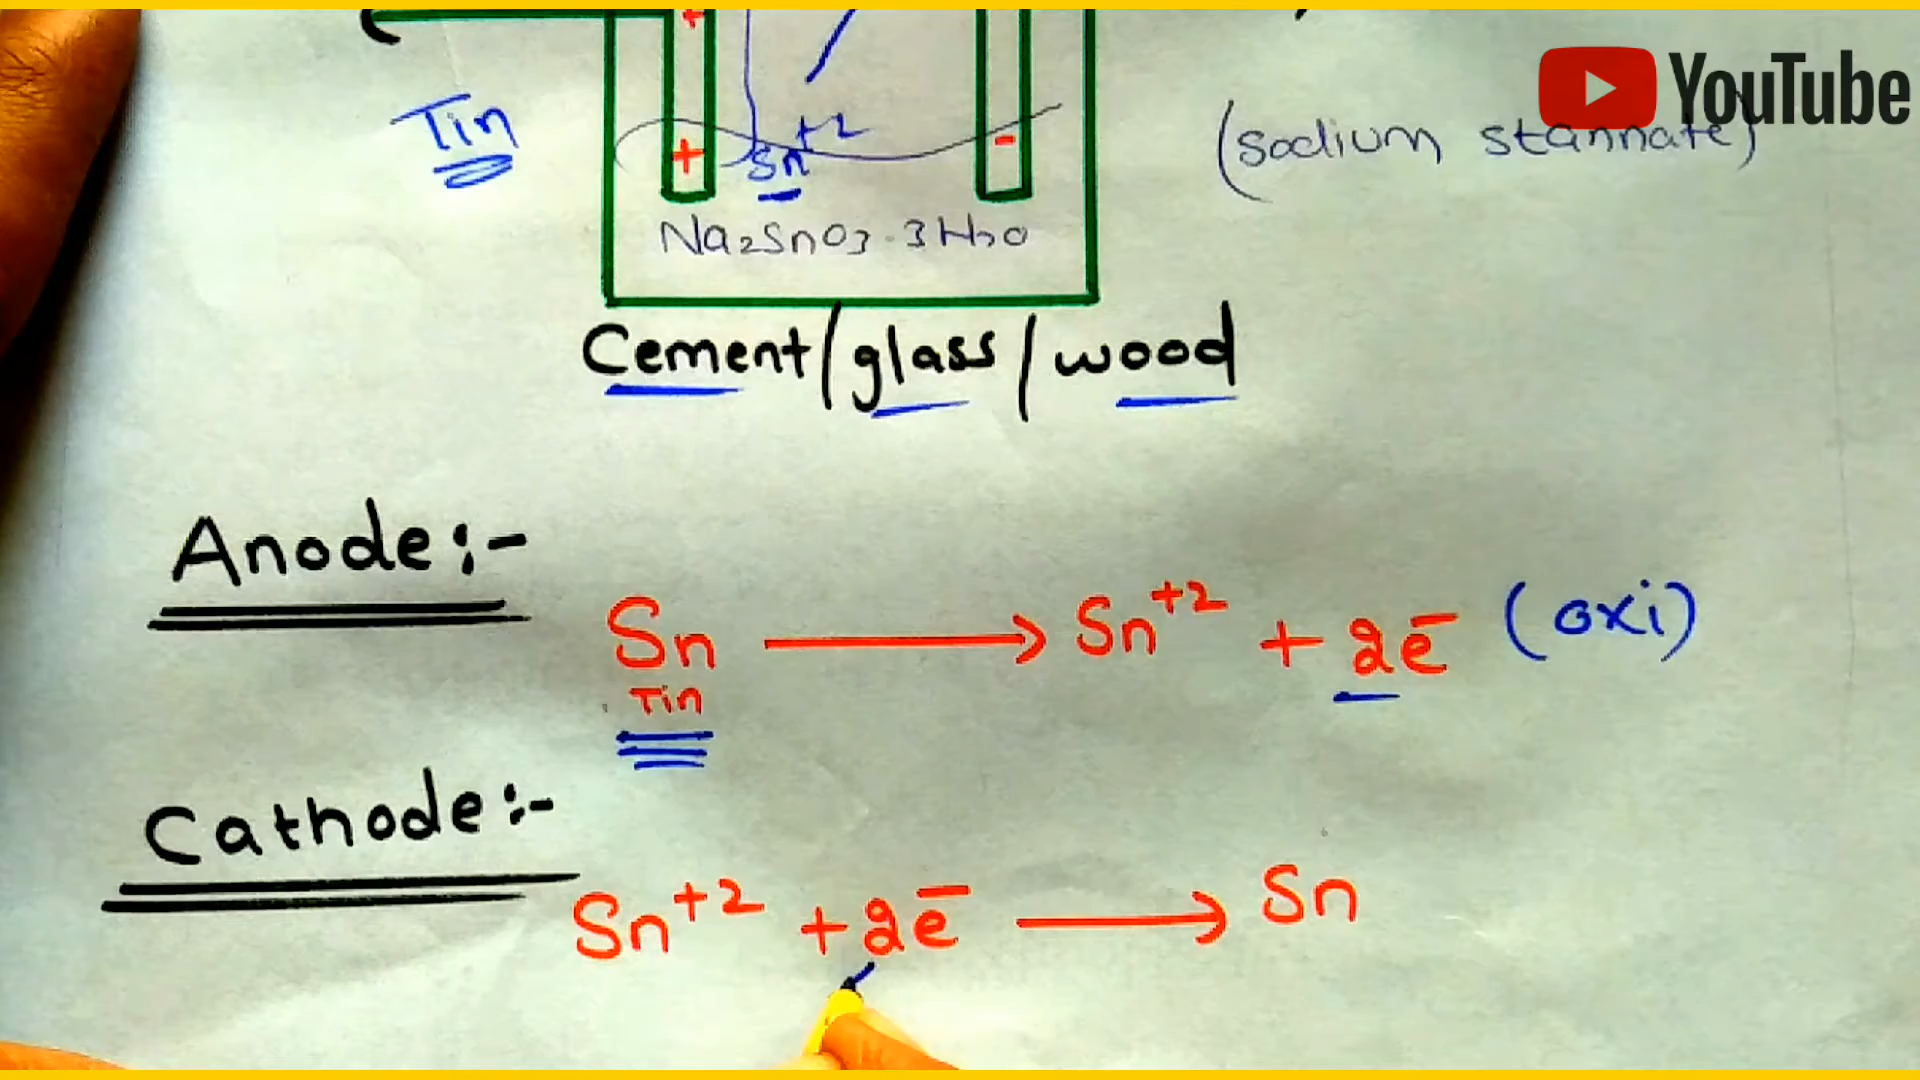 +
YouTube
Tin
+ Sn+2 -
(sodium stannate)
Na2SnO3.3H2O
Cement/glass/wood
Anode:-
Sn → Sn+2 + 2e- (oxi)
Tin
Cathode:-
Sn+2 + 2e- → Sn